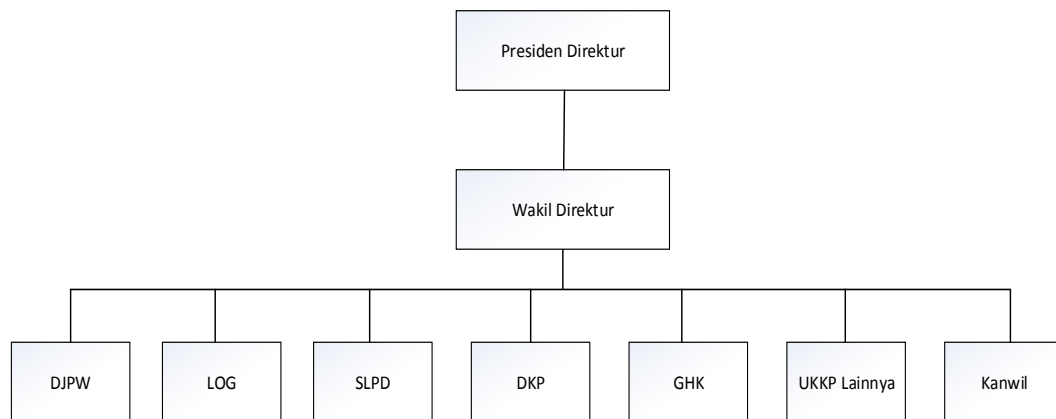 Presiden Direktur
Wakil Direktur
DJPW
LOG
SLPD
DKP
GHK
UKKP Lainnya
Kanwil